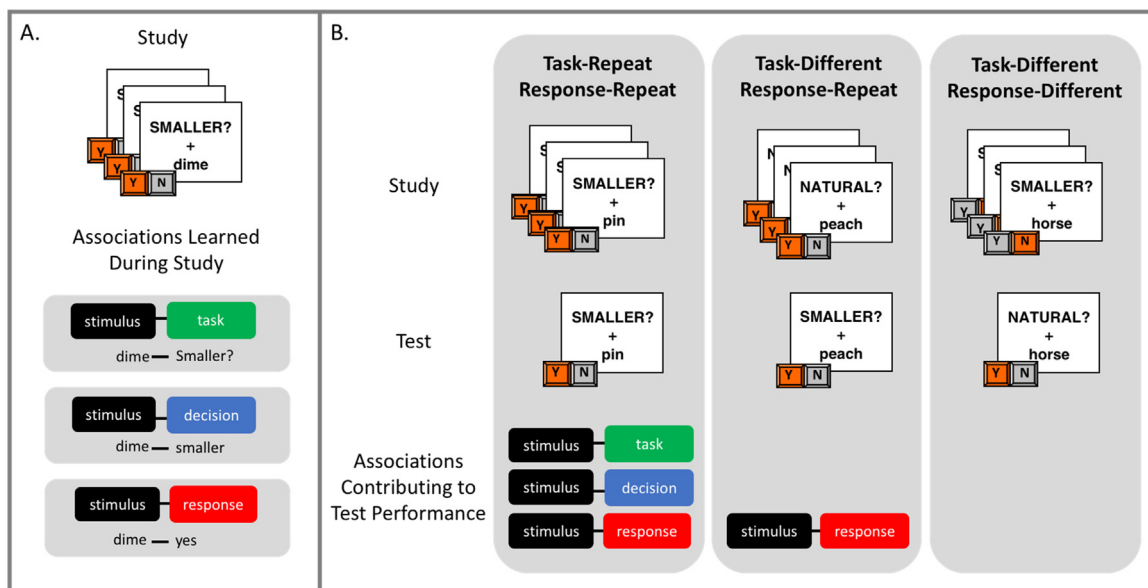 A.
Study
S
S
SMALLER?
+
dime
Y
Y
Y N
Associations Learned
During Study
stimulus task
dime — Smaller?
stimulus decision
dime — smaller
stimulus response
dime — yes
B.
Task-Repeat
Response-Repeat
Task-Different
Response-Repeat
Task-Different
Response-Different
Study
S
S
SMALLER?
+
pin
Y
Y
Y N
N
N
NATURAL?
+
peach
Y
Y
Y N
S
S
SMALLER?
+
horse
Y
Y
Y N
Test
SMALLER?
+
pin
Y N
SMALLER?
+
peach
Y N
NATURAL?
+
horse
Y N
Associations
Contributing to
Test Performance
stimulus task
stimulus decision
stimulus response
stimulus response